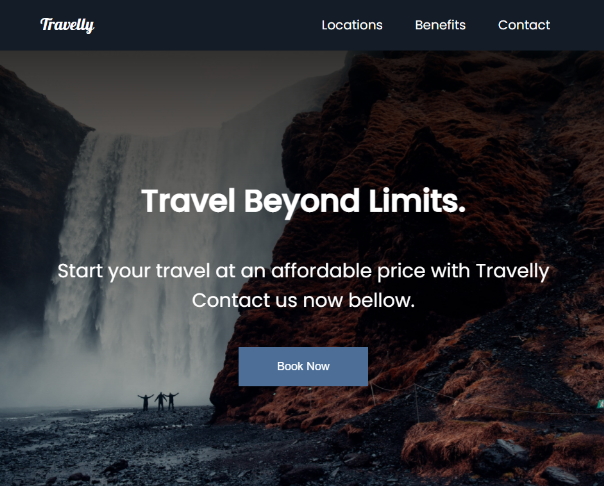 Travelly
Locations Benefits Contact
Travel Beyond Limits.
Start your travel at an affordable price with Travelly
Contact us now bellow.
Book Now